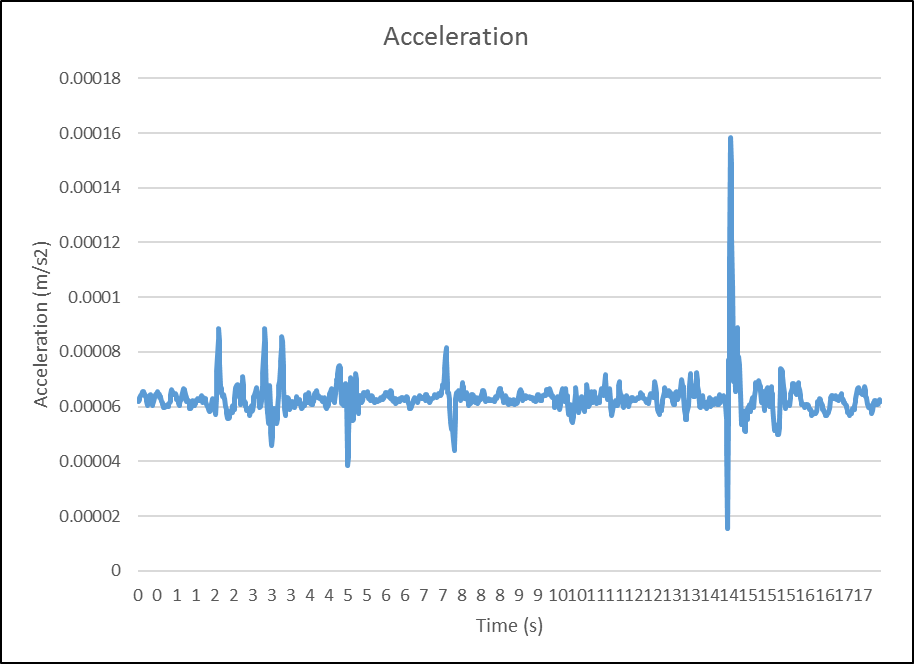 Acceleration
0.00018
0.00016
0.00014
0.00012
0.0001
0.00008
0.00006
0.00004
0.00002
0
Acceleration (m/s2)
0 0 1 1 2 2 3 3 3 4 4 5 5 6 6 7 7 8 8 8 9 9 10 10 11 11 12 12 13 13 14 14 15 15 15 16 16 17 17
Time (s)